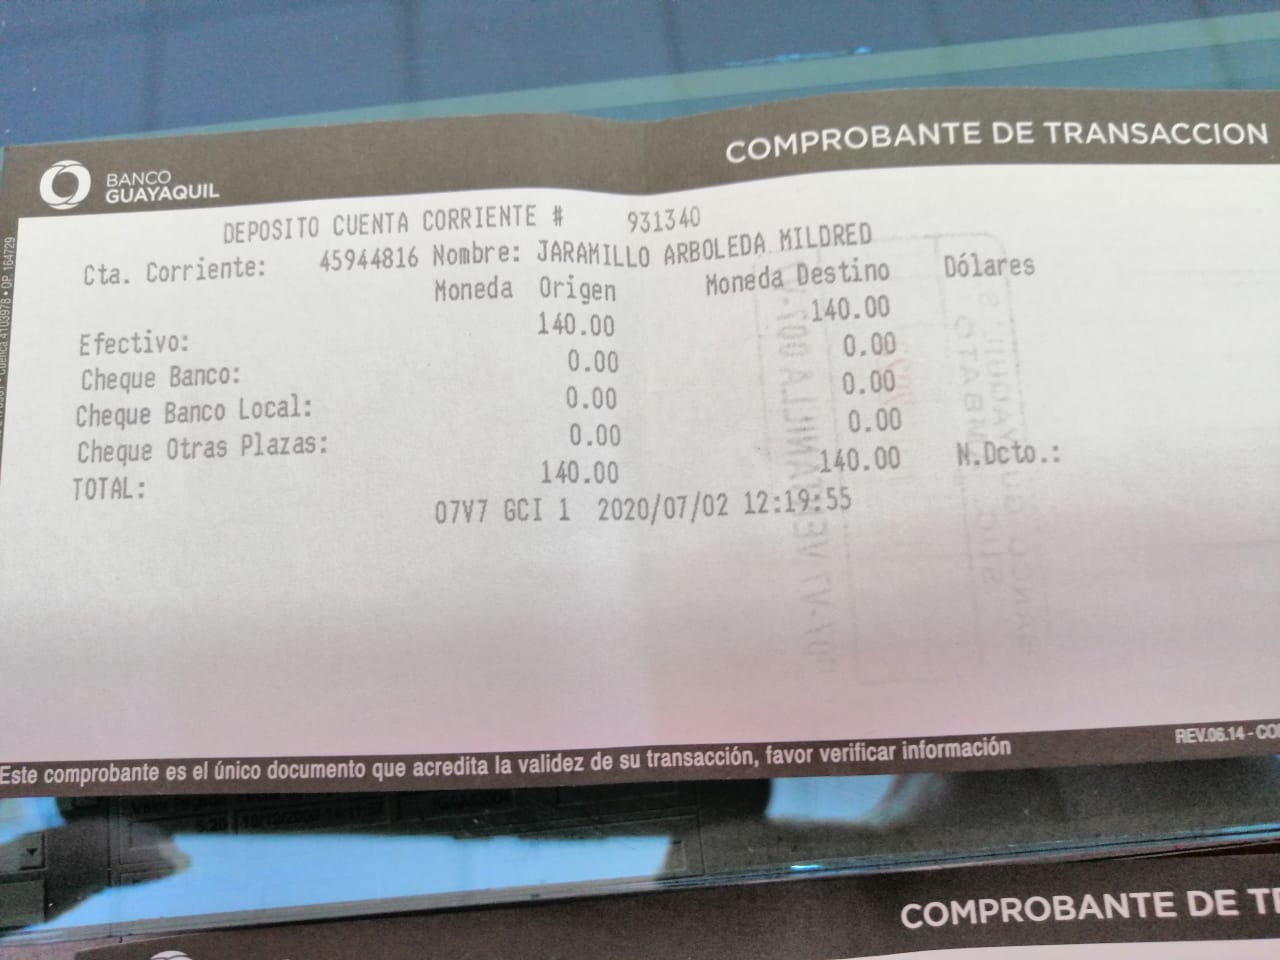 COMPROBANTE DE TRANSACCION
BANCO
GUAYAQUIL
DEPOSITO CUENTA CORRIENTE # 931340
Cta. Corriente: 45944816 Nombre: JARAMILLO ARBOLEDA MILDRED
Moneda Origen Moneda Destino Dólares
Efectivo: 140.00 140.00
Cheque Banco: 0.00 0.00
Cheque Banco Local: 0.00 0.00
Cheque Otras Plazas: 0.00 0.00
TOTAL: 140.00 140.00 N.Dcto.:
07V7 GCI 1 2020/07/02 12:19:55
Cuenca 4103978 • OP. 164729
Este comprobante es el único documento que acredita la validez de su transacción, favor verificar información
REV.06.14 - CO
COMPROBANTE DE T